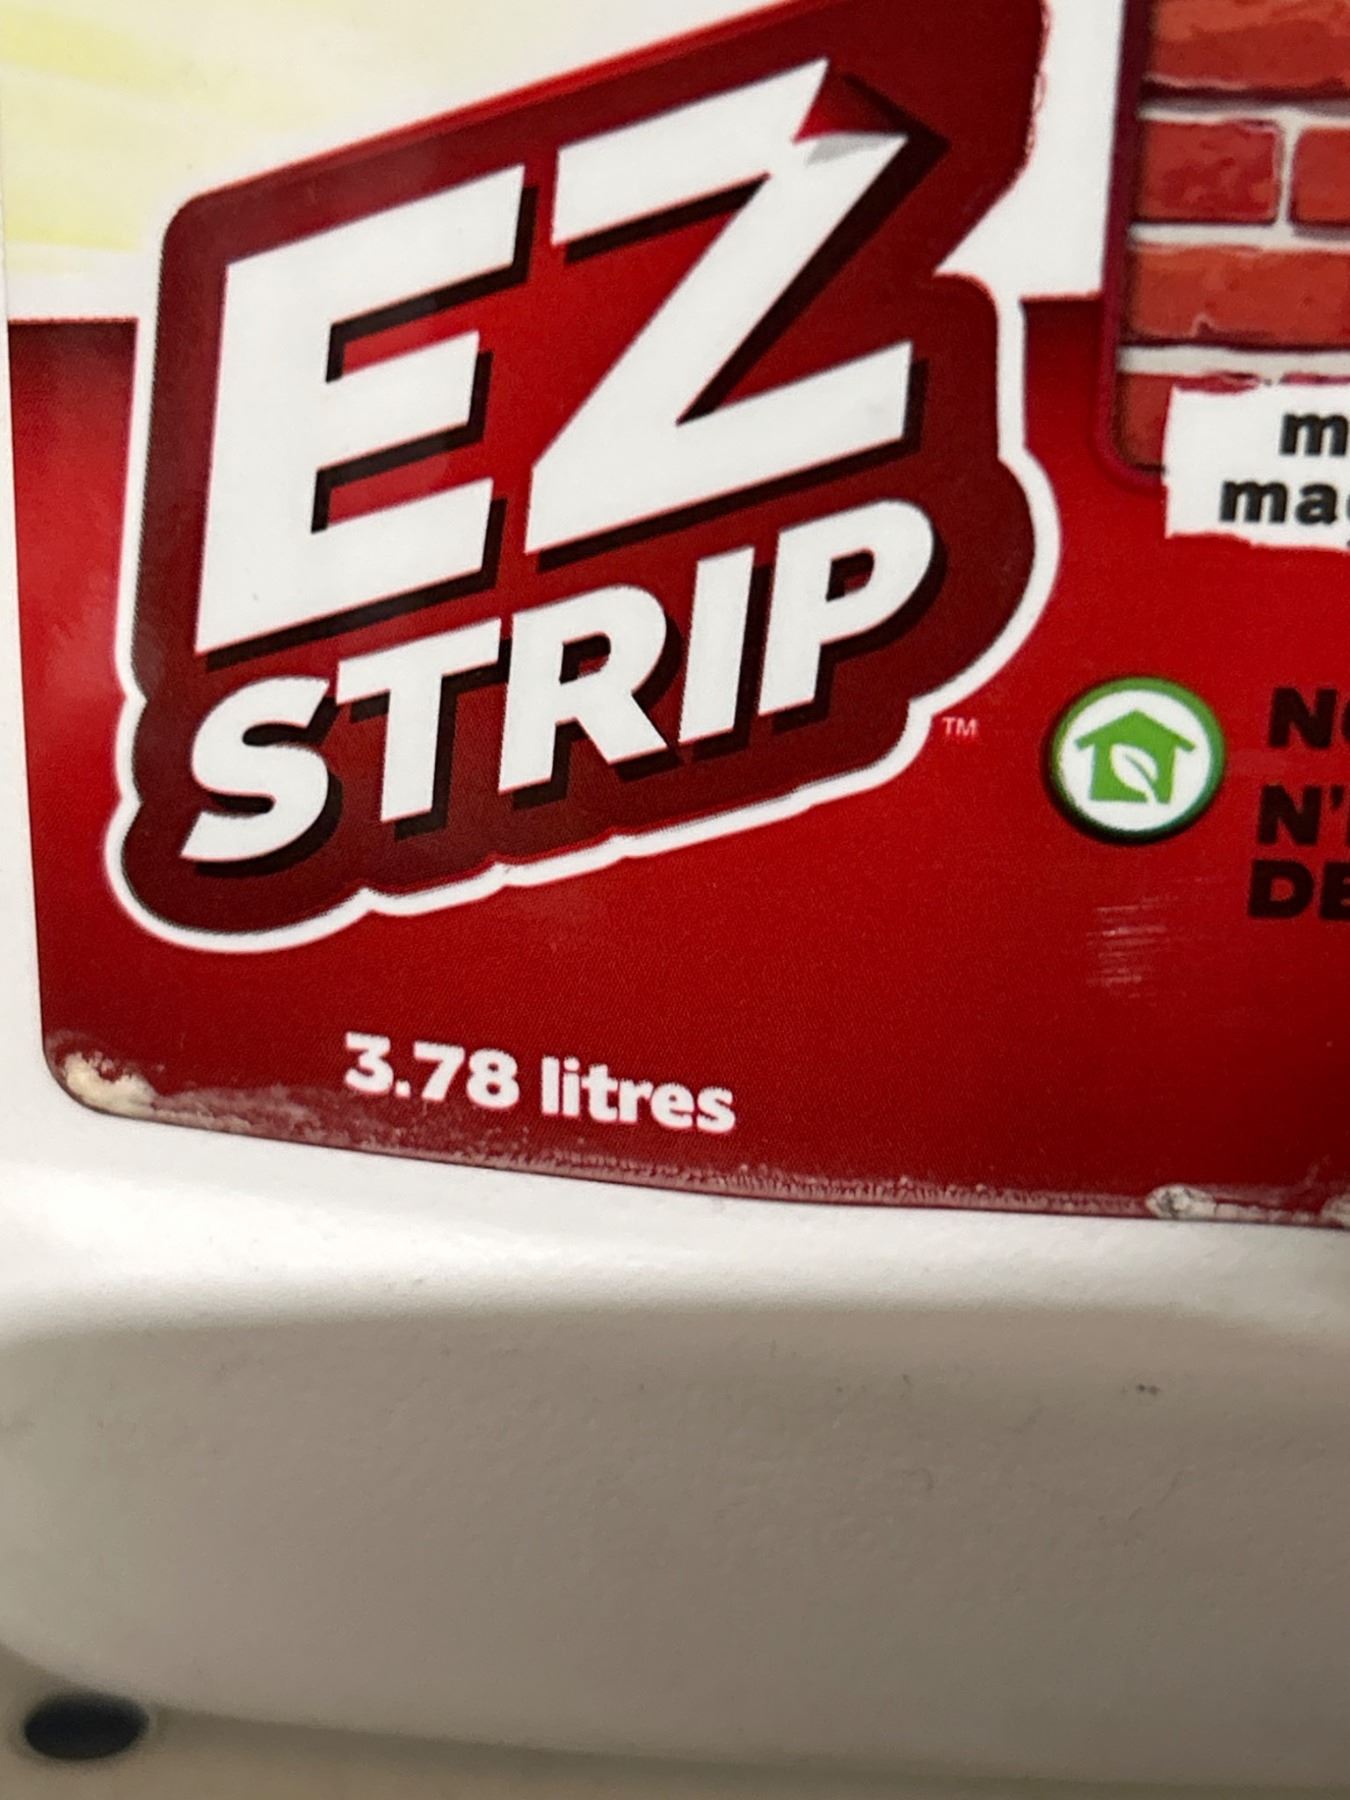 EZ
STRIP
™
3.78 litres